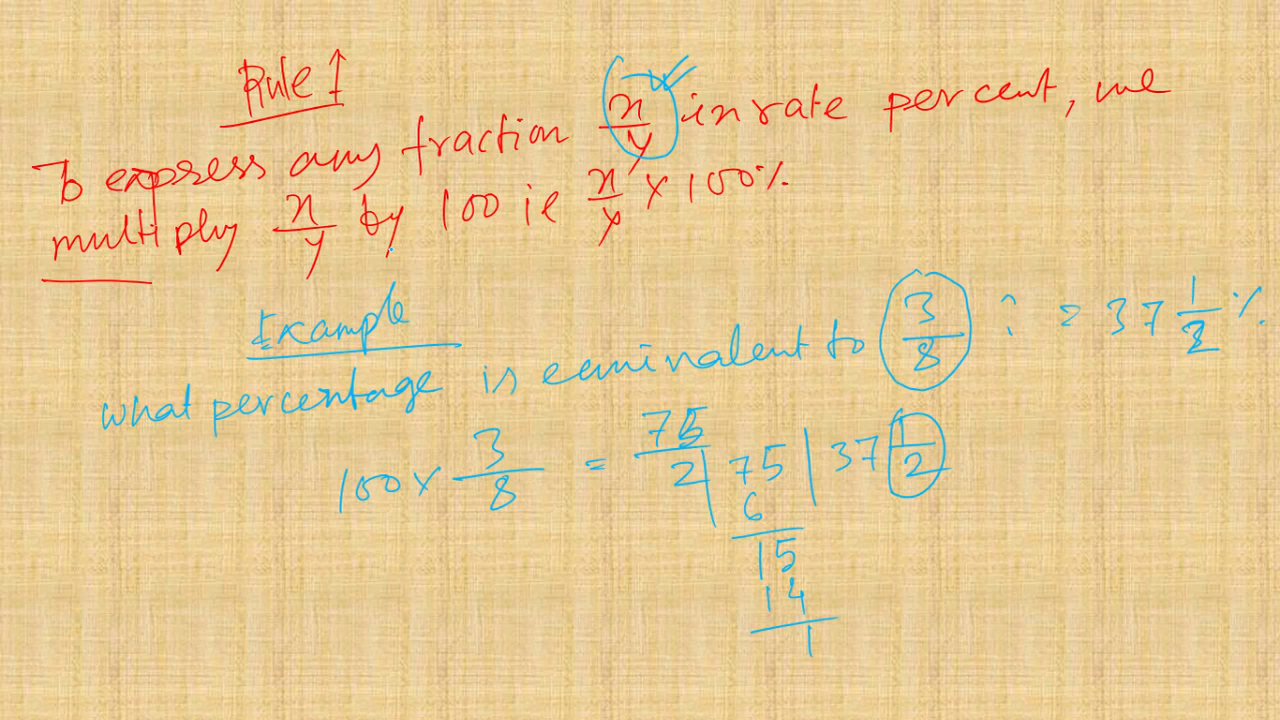 Rule 1
To express any fraction x/y in rate percent, we
multiply x/y by 100 ie x/y × 100%
Example
what percentage is equivalent to 3/8 ? = 37 1/2 %
100 × 3/8 = 75/2 | 75 | 37 1/2
6
15
14
1